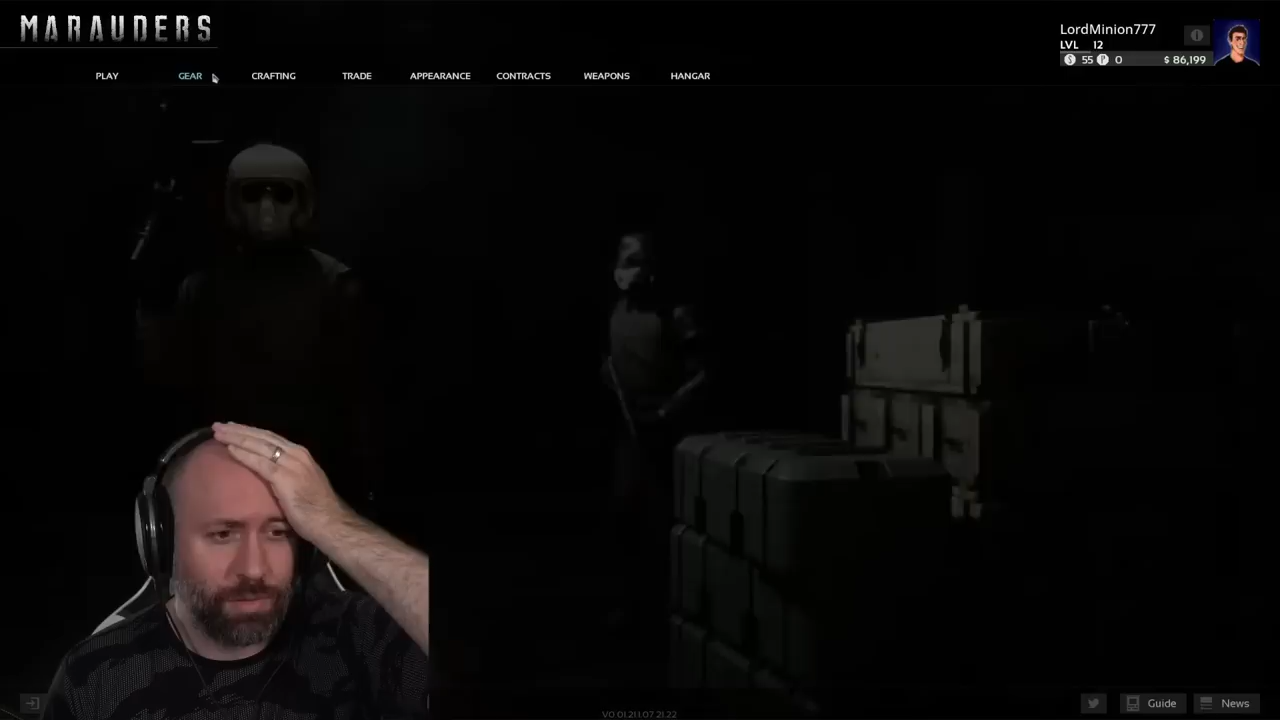 MARAUDERS
LordMinion777
LVL 12
55 0 $ 86,199
PLAY GEAR CRAFTING TRADE APPEARANCE CONTRACTS WEAPONS HANGAR
Guide News